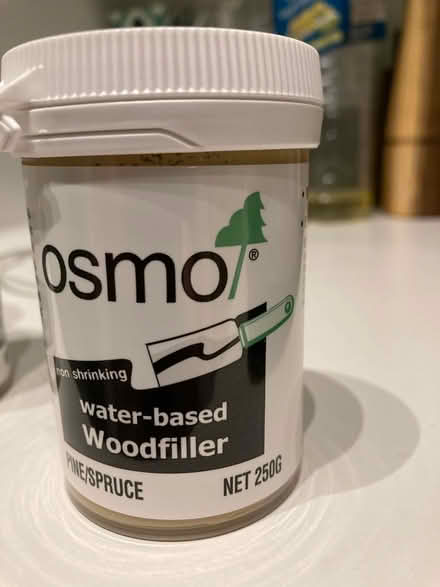 osmo®
non shrinking
water-based
Woodfiller
PINE/SPRUCE NET 250G